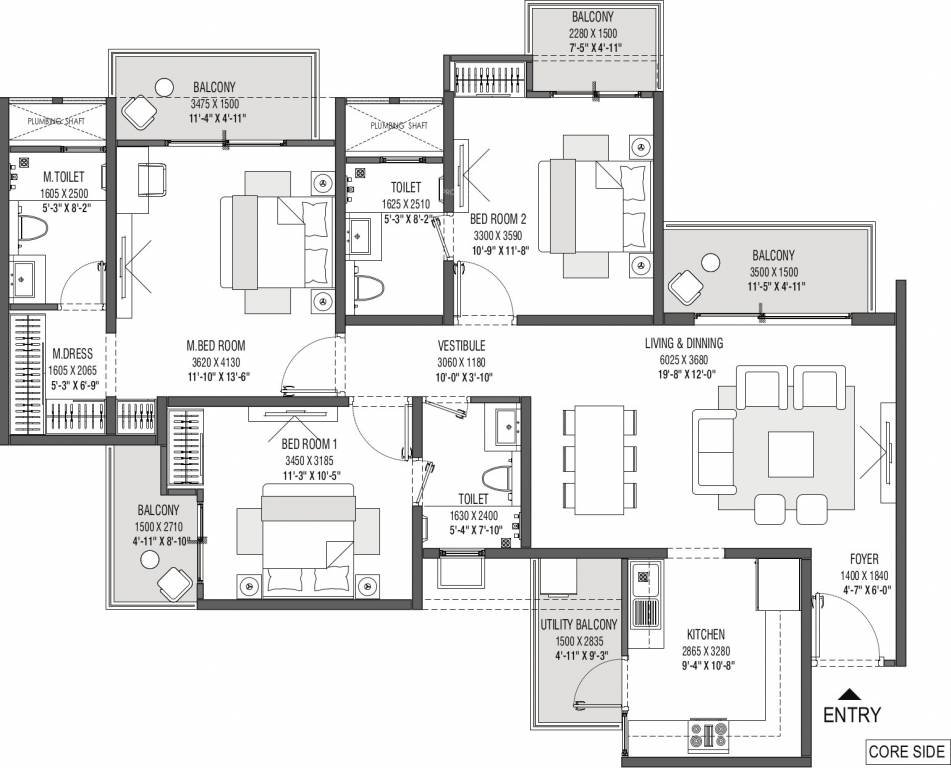 BALCONY
2280 X 1500
7'-5" X 4'-11"
BALCONY
3475 X 1500
11'-4" X 4'-11"
PLUMBING SHAFT
PLUMBING SHAFT
M.TOILET
1605 X 2500
5'-3" X 8'-2"
TOILET
1625 X 2510
5'-3" X 8'-2"
BED ROOM 2
3300 X 3590
10'-9" X 11'-8"
BALCONY
3500 X 1500
11'-5" X 4'-11"
M.DRESS
1605 X 2065
5'-3" X 6'-9"
M.BED ROOM
3620 X 4130
11'-10" X 13'-6"
VESTIBULE
3060 X 1180
10'-0" X 3'-10"
LIVING & DINNING
6025 X 3680
19'-8" X 12'-0"
BED ROOM 1
3450 X 3185
11'-3" X 10'-5"
BALCONY
1500 X 2710
4'-11" X 8'-10"
TOILET
1630 X 2400
5'-4" X 7'-10"
FOYER
1400 X 1840
4'-7" X 6'-0"
UTILITY BALCONY
1500 X 2835
4'-11" X 9'-3"
KITCHEN
2865 X 3280
9'-4" X 10'-8"
ENTRY
CORE SIDE